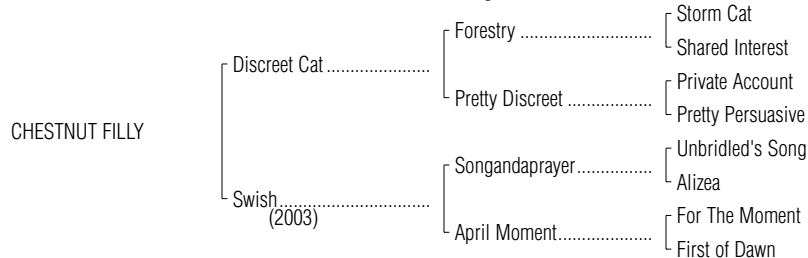 Storm Cat
Forestry ............................
Shared Interest
Discreet Cat ......................
Private Account
Pretty Discreet ..................
Pretty Persuasive
CHESTNUT FILLY
Unbridled's Song
Songandaprayer................
Alizea
Swish................................
(2003)
For The Moment
April Moment....................
First of Dawn